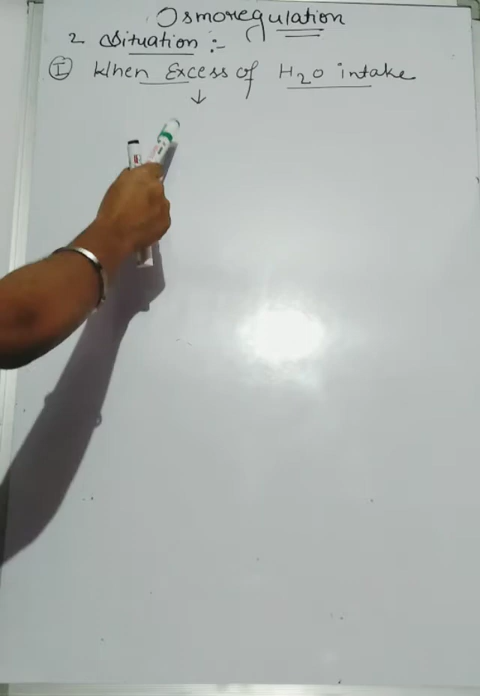 Osmoregulation
2 Situation :-
I When Excess of H2O intake
↓